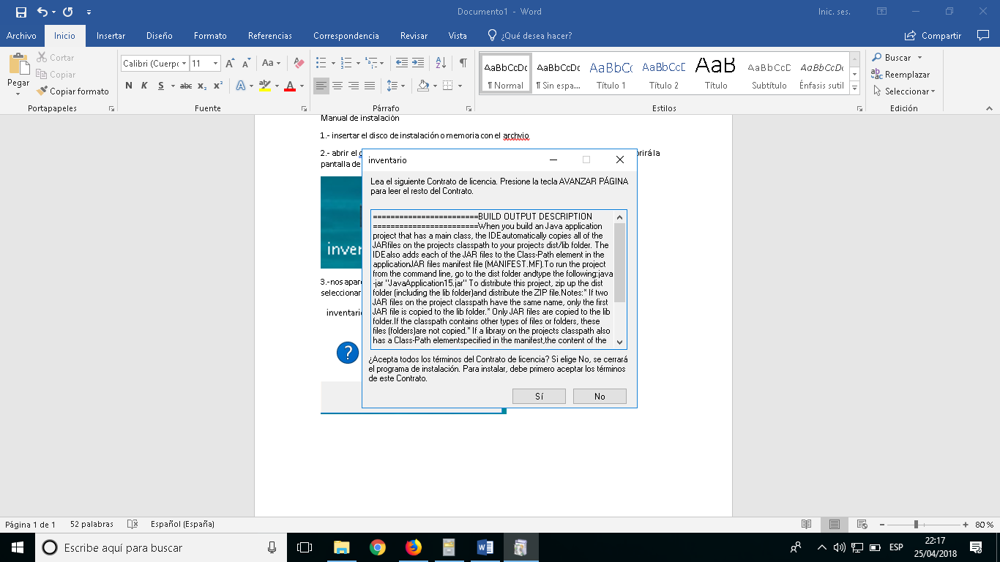 Documento1 - Word
Inic. ses.
Archivo
Inicio
Insertar
Diseño
Formato
Referencias
Correspondencia
Revisar
Vista
¿Qué desea hacer?
Compartir
Pegar
Cortar
Copiar
Copiar formato
Portapapeles
Calibri (Cuerpo
11
Aa
N K S abc x₂ x²
A
aby
A
Fuente
Párrafo
AaBbCcDc
¶ Normal
AaBbCcDc
¶ Sin espa...
AaBbCc
Título 1
AaBbCcE
Título 2
AaB
Título
AaBbCcD
Subtítulo
AaBbCcDc
Énfasis sutil
Estilos
Buscar
Reemplazar
Seleccionar
Edición
Manual de instalación
1.- insertar el disco de instalación o memoria con el archvio
2.- abrir el
brirá la
pantalla de
3.-nos apar
seleccionar
inventario
?
inventario
Lea el siguiente Contrato de licencia. Presione la tecla AVANZAR PÁGINA
para leer el resto del Contrato.
========================BUILD OUTPUT DESCRIPTION
========================When you build an Java application
project that has a main class, the IDEautomatically copies all of the
JARfiles on the projects classpath to your projects dist/lib folder. The
IDEalso adds each of the JAR files to the Class-Path element in the
applicationJAR files manifest file (MANIFEST.MF).To run the project
from the command line, go to the dist folder andtype the following:java
-jar "JavaApplication15.jar" To distribute this project, zip up the dist
folder (including the lib folder)and distribute the ZIP file.Notes:* If two
JAR files on the project classpath have the same name, only the first
JAR file is copied to the lib folder.* Only JAR files are copied to the lib
folder.If the classpath contains other types of files or folders, these
files (folders)are not copied.* If a library on the projects classpath also
has a Class-Path elementspecified in the manifest,the content of the
¿Acepta todos los términos del Contrato de licencia? Si elige No, se cerrará
el programa de instalación. Para instalar, debe primero aceptar los términos
de este Contrato.
Sí
No
Página 1 de 1
52 palabras
Español (España)
80 %
Escribe aquí para buscar
ESP
22:17
25/04/2018